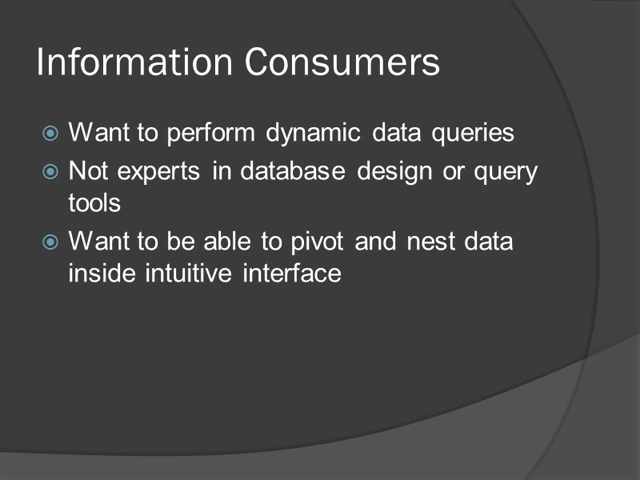 Information Consumers
Want to perform dynamic data queries
Not experts in database design or query
tools
Want to be able to pivot and nest data
inside intuitive interface